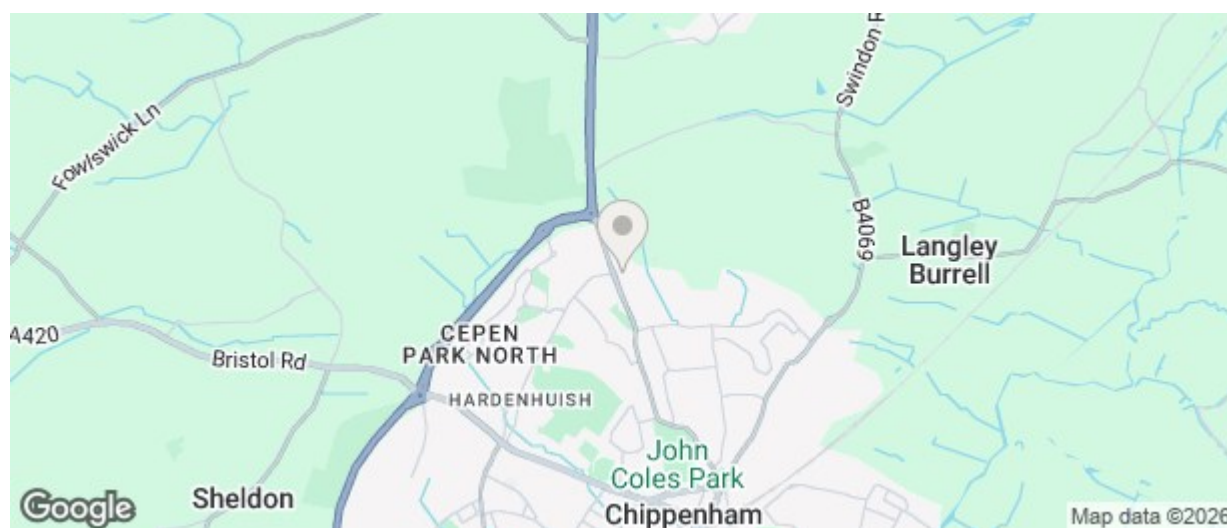 Fowlswick Ln
Swindon R
B4069
Langley
Burrell
A420
Bristol Rd
CEPEN
PARK NORTH
HARDENHUISH
John
Coles Park
Sheldon
Chippenham
Google
Map data ©2026